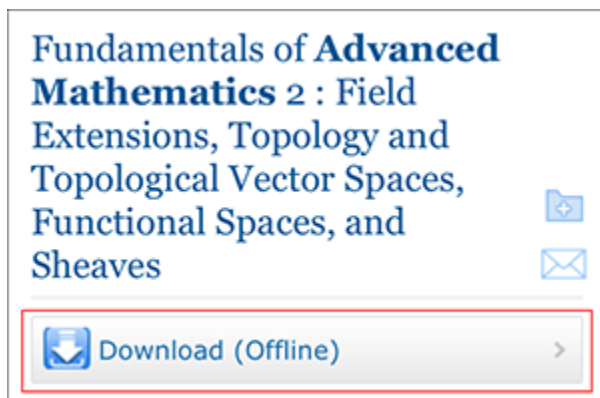 Fundamentals of Advanced
Mathematics 2 : Field
Extensions, Topology and
Topological Vector Spaces,
Functional Spaces, and
Sheaves
Download (Offline)